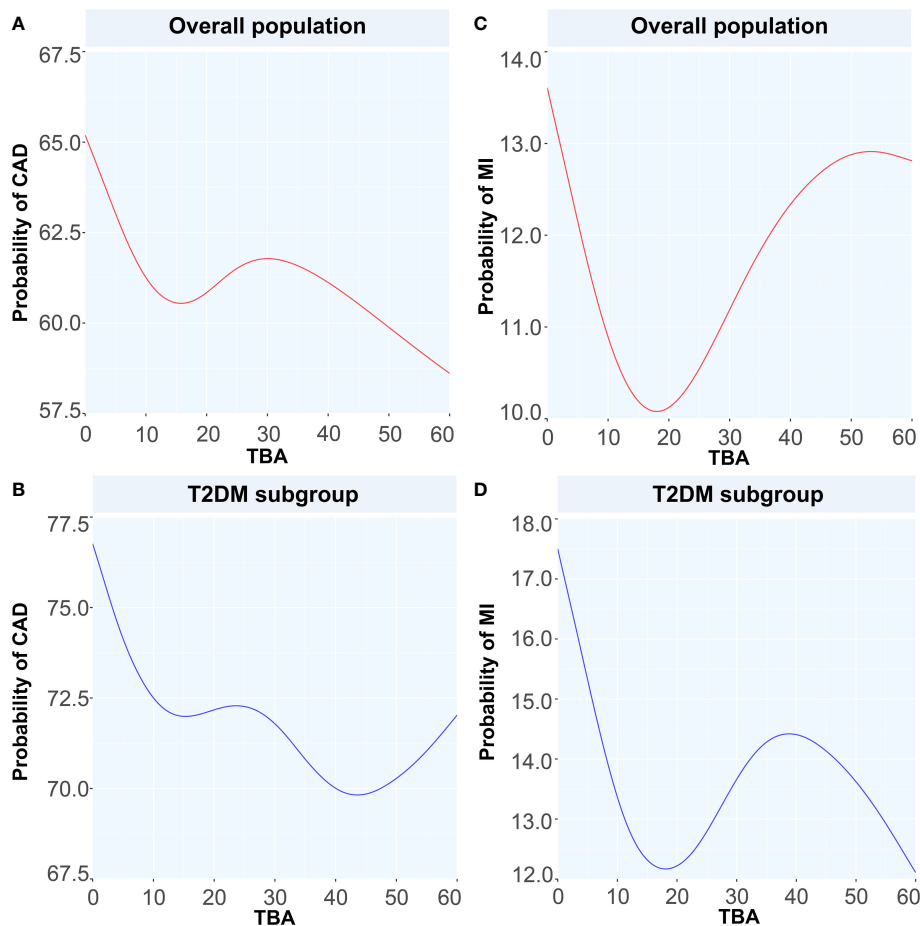 A
Overall population
67.5
65.0
62.5
60.0
57.5
Probability of CAD
0 10 20 30 40 50 60
TBA
C
Overall population
14.0
13.0
12.0
11.0
10.0
Probability of MI
0 10 20 30 40 50 60
TBA
B
T2DM subgroup
77.5
75.0
72.5
70.0
67.5
Probability of CAD
0 10 20 30 40 50 60
TBA
D
T2DM subgroup
18.0
17.0
16.0
15.0
14.0
13.0
12.0
Probability of MI
0 10 20 30 40 50 60
TBA